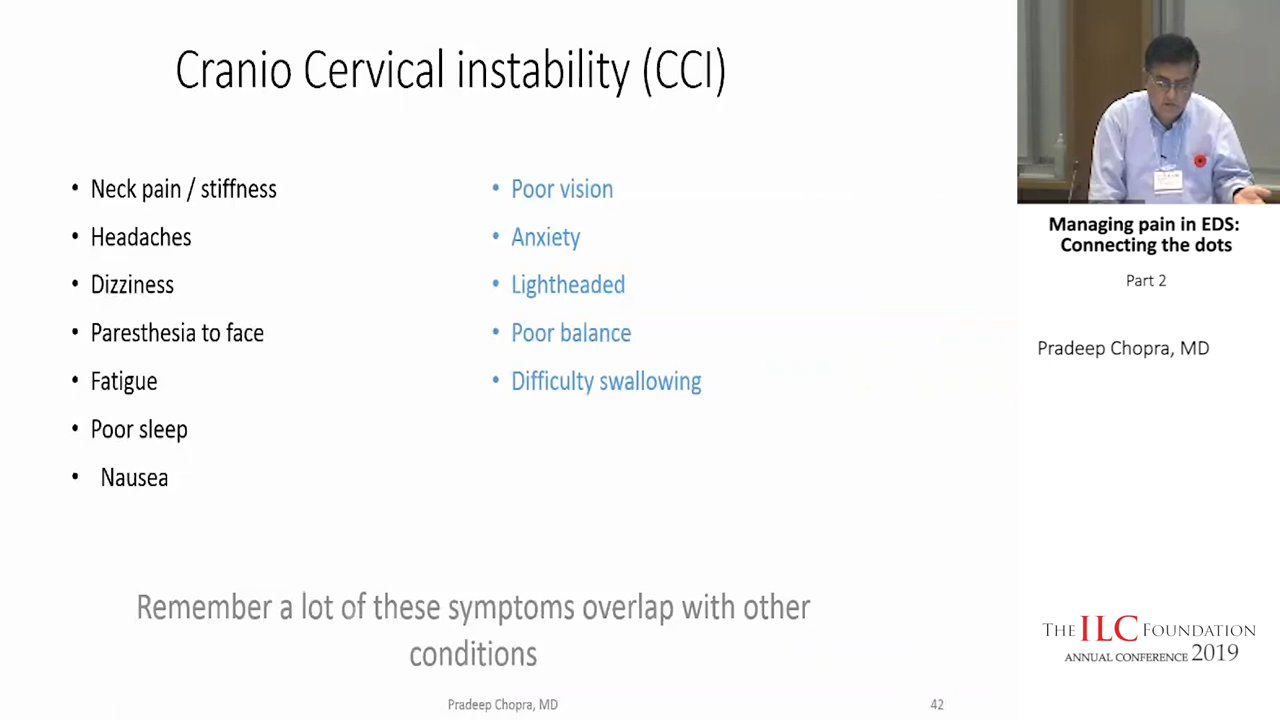 Cranio Cervical instability (CCI)
• Neck pain / stiffness
• Headaches
• Dizziness
• Paresthesia to face
• Fatigue
• Poor sleep
• Nausea
• Poor vision
• Anxiety
• Lightheaded
• Poor balance
• Difficulty swallowing
Remember a lot of these symptoms overlap with other
conditions
Pradeep Chopra, MD
42
Managing pain in EDS:
Connecting the dots
Part 2
Pradeep Chopra, MD
THE ILC FOUNDATION
ANNUAL CONFERENCE 2019